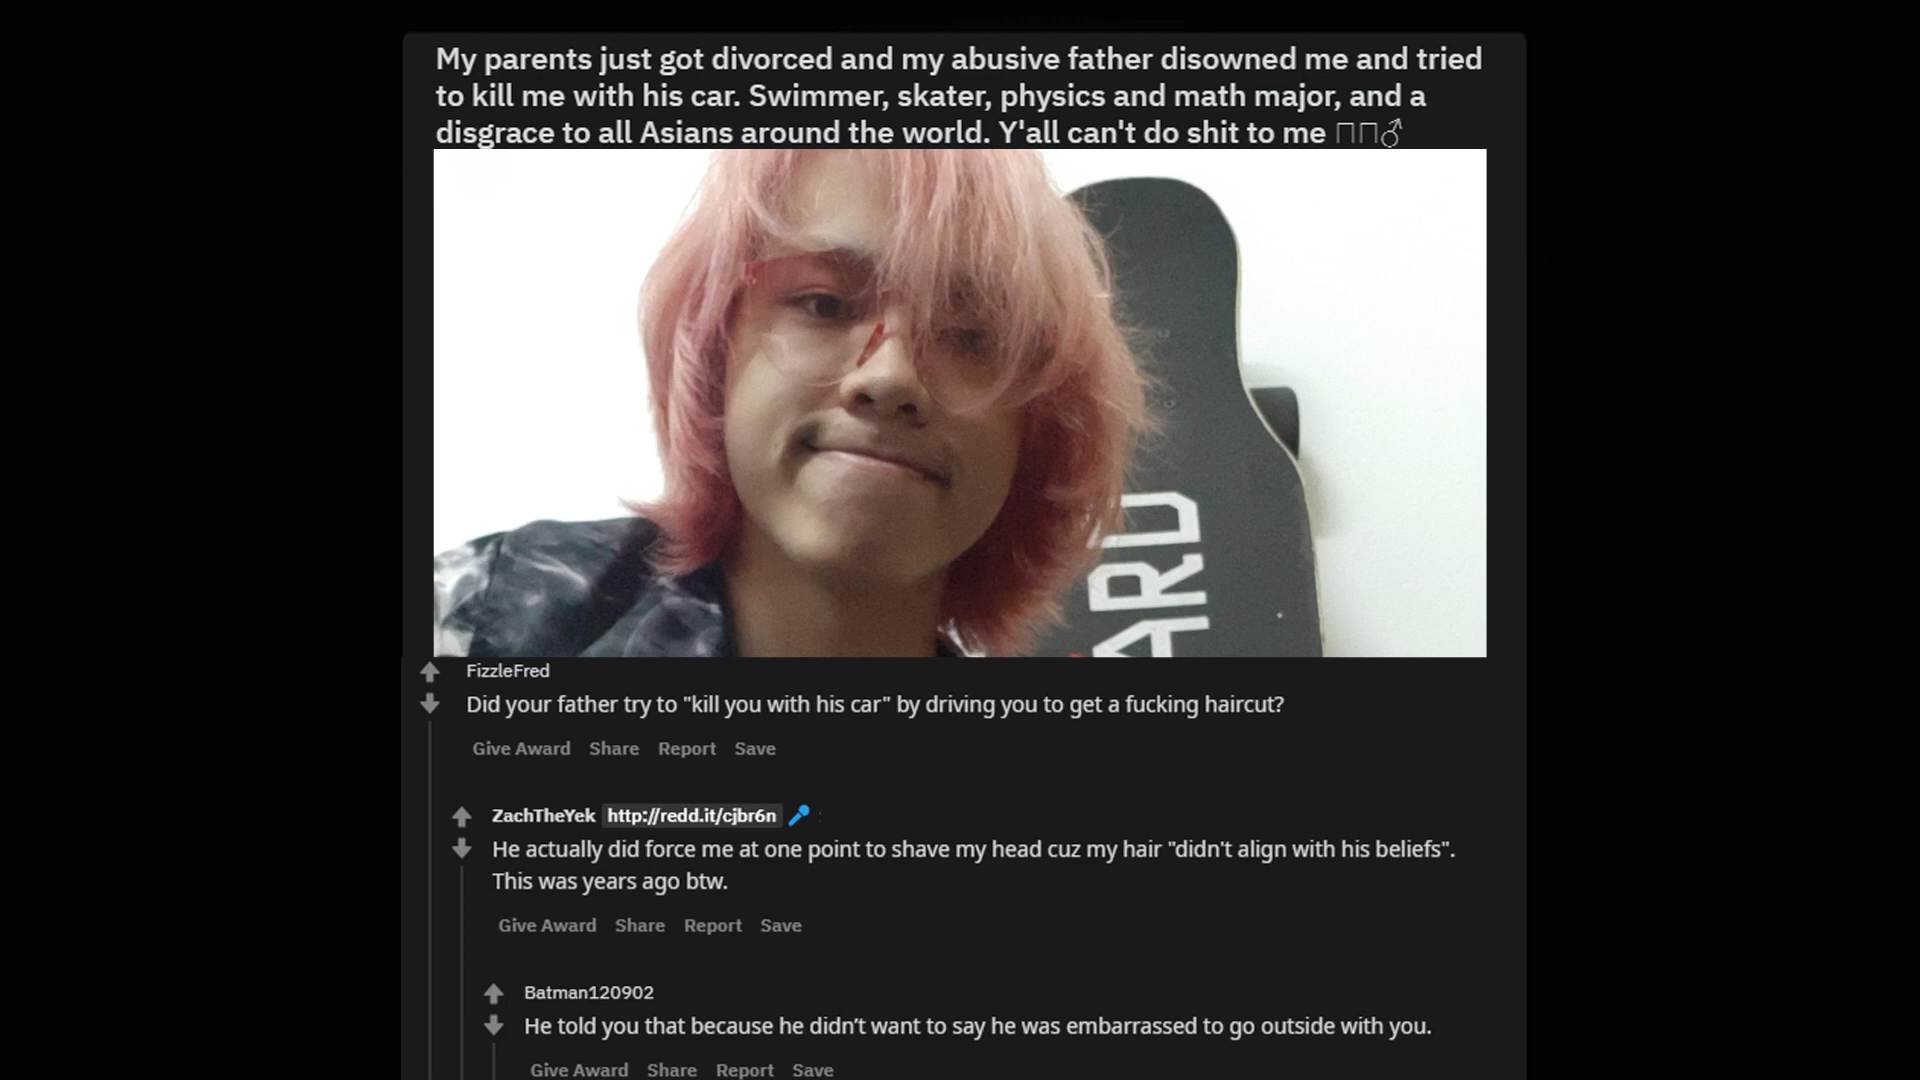 My parents just got divorced and my abusive father disowned me and tried
to kill me with his car. Swimmer, skater, physics and math major, and a
disgrace to all Asians around the world. Y'all can't do shit to me □□♂
ARD
FizzleFred
Did your father try to "kill you with his car" by driving you to get a fucking haircut?
Give Award Share Report Save
ZachTheYek http://redd.it/cjbr6n
He actually did force me at one point to shave my head cuz my hair "didn't align with his beliefs".
This was years ago btw.
Give Award Share Report Save
Batman120902
He told you that because he didn’t want to say he was embarrassed to go outside with you.
Give Award Share Report Save